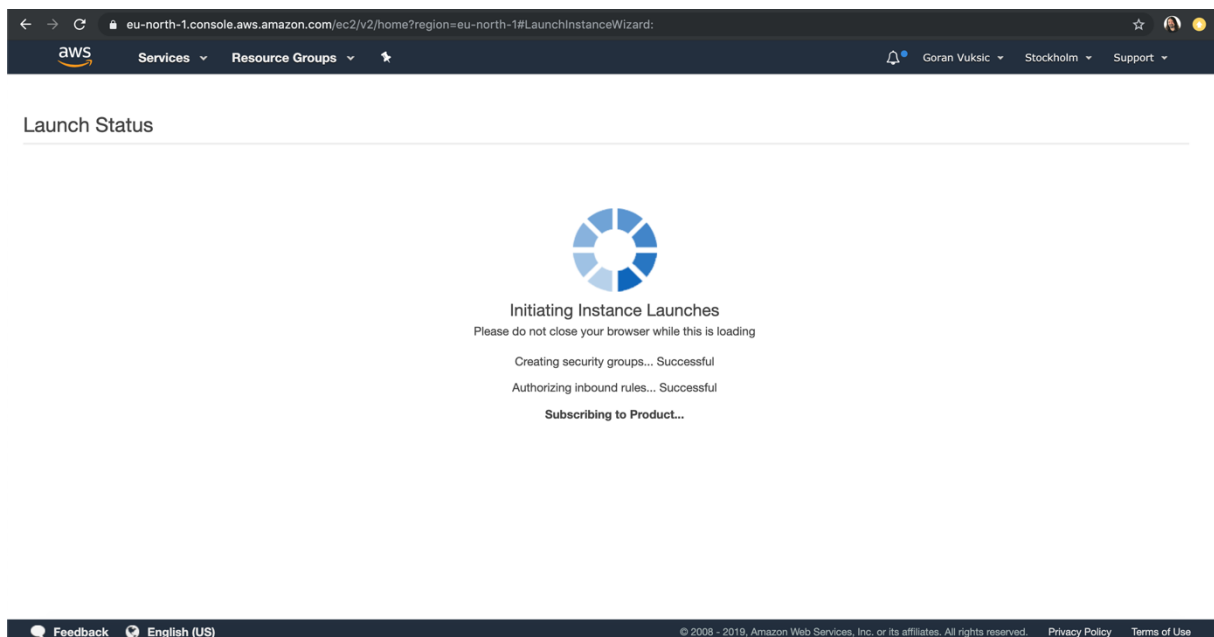 eu-north-1.console.aws.amazon.com/ec2/v2/home?region=eu-north-1#LaunchInstanceWizard:
aws Services Resource Groups Goran Vuksic Stockholm Support
Launch Status
Initiating Instance Launches
Please do not close your browser while this is loading
Creating security groups... Successful
Authorizing inbound rules... Successful
Subscribing to Product...
Feedback English (US) © 2008 - 2019, Amazon Web Services, Inc. or its affiliates. All rights reserved. Privacy Policy Terms of Use